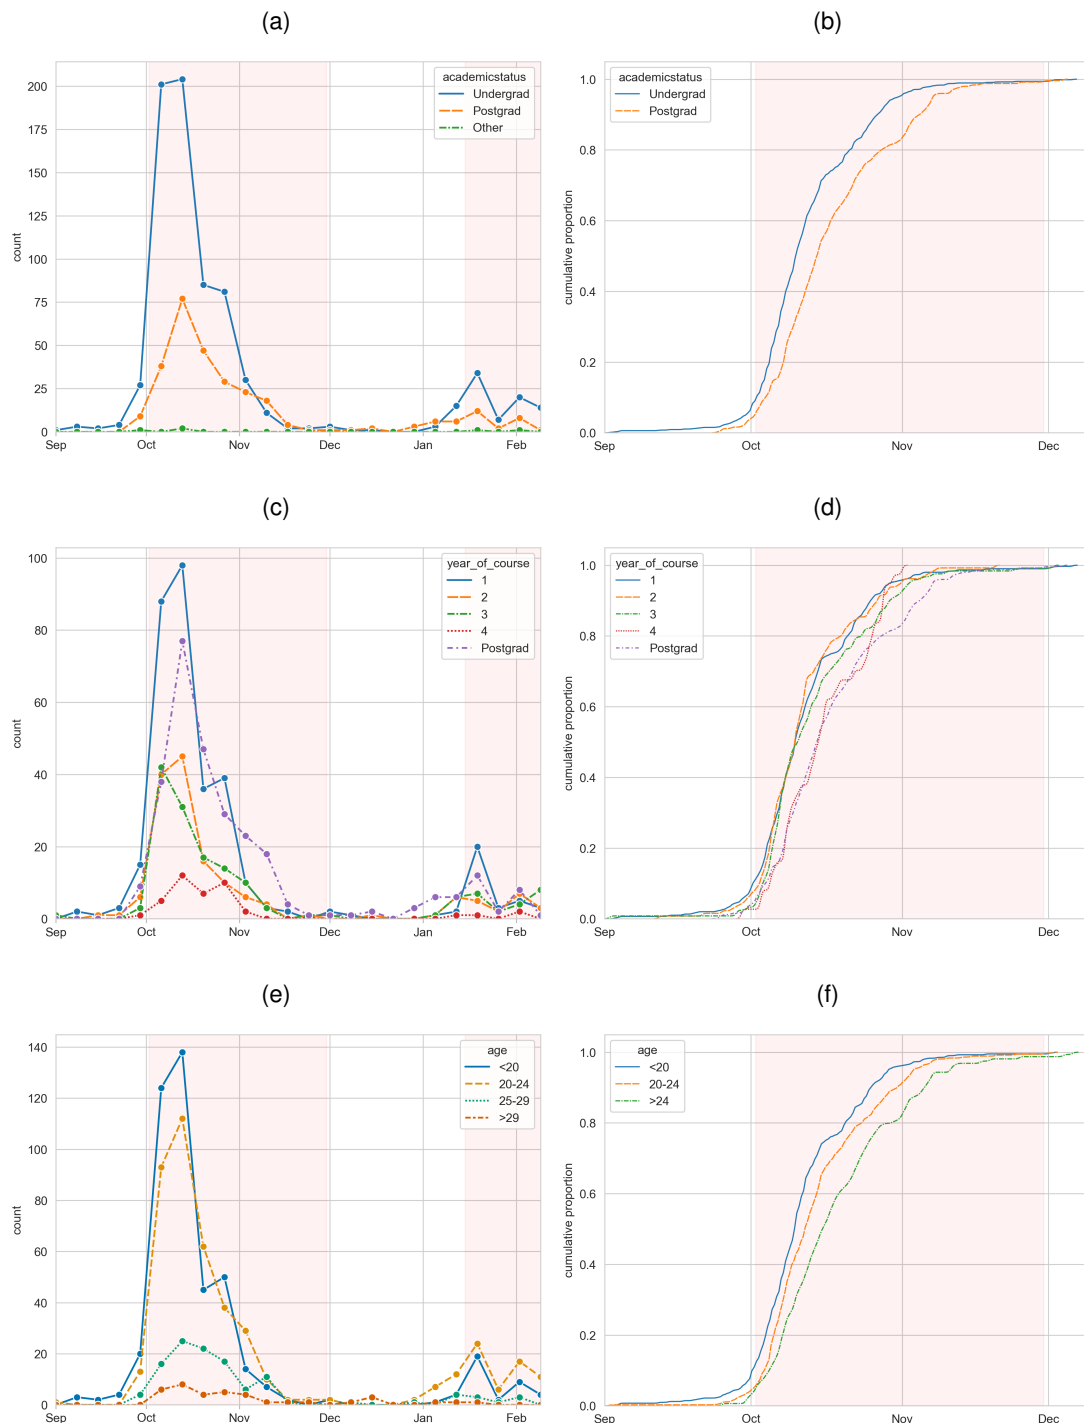 (a)
academicstatus
Undergrad
Postgrad
Other
count
200
175
150
125
100
75
50
25
0
Sep
Oct
Nov
Dec
Jan
Feb
(b)
academicstatus
Undergrad
Postgrad
cumulative proportion
1.0
0.8
0.6
0.4
0.2
0.0
Sep
Oct
Nov
Dec
(c)
year_of_course
1
2
3
4
Postgrad
count
100
80
60
40
20
0
Sep
Oct
Nov
Dec
Jan
Feb
(d)
year_of_course
1
2
3
4
Postgrad
cumulative proportion
1.0
0.8
0.6
0.4
0.2
0.0
Sep
Oct
Nov
Dec
(e)
age
<20
20-24
25-29
>29
count
140
120
100
80
60
40
20
0
Sep
Oct
Nov
Dec
Jan
Feb
(f)
age
<20
20-24
>24
cumulative proportion
1.0
0.8
0.6
0.4
0.2
0.0
Sep
Oct
Nov
Dec